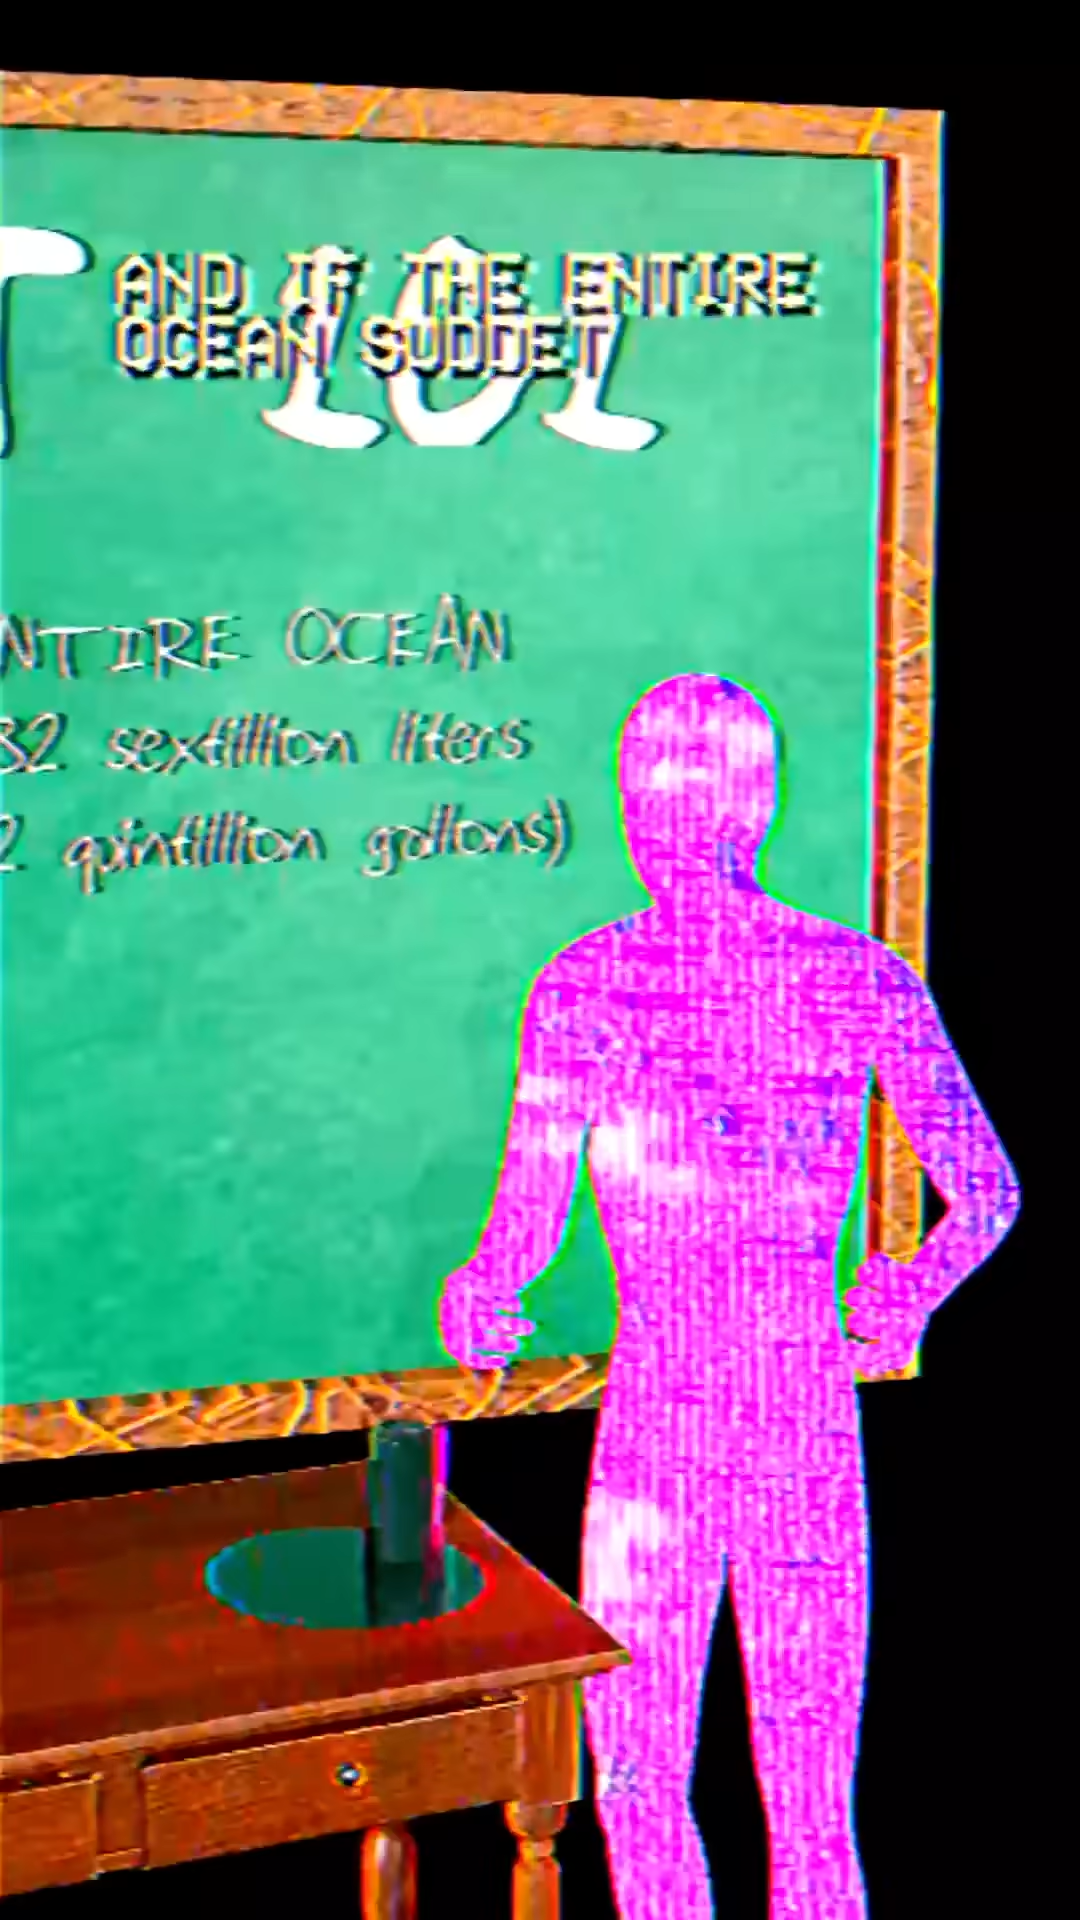 T 101
AND IF THE ENTIRE
OCEAN SUDDET
NTIRE OCEAN
32 sextillion liters
2 quintillion gallons)